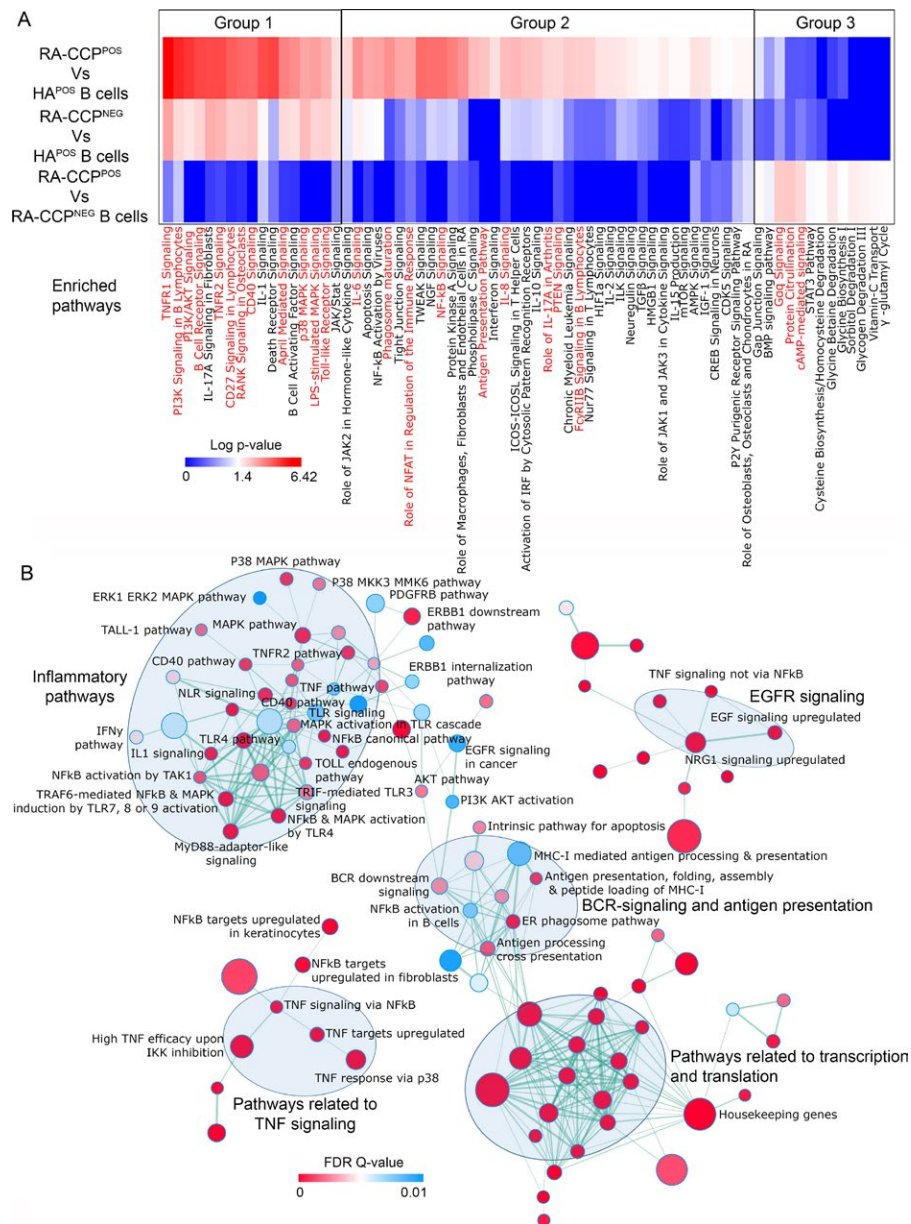 A
Group 1
Group 2
Group 3
RA-CCPPOS
Vs
HAPOS B cells
RA-CCPNEG
Vs
HAPOS B cells
RA-CCPPOS
Vs
RA-CCPNEG B cells
Enriched
pathways
TNFR1 Signaling
PI3K Signaling in B Lymphocytes
PI3K/AKT Signaling
B Cell Receptor Signaling
IL-17A Signaling in Fibroblasts
TNFR2 Signaling
CD27 Signaling in Lymphocytes
RANK Signaling in Osteoclasts
CD40 Signaling
IL-1 Signaling
Death Receptor Signaling
April Mediated Signaling
B Cell Activating Factor Signaling
p38 MAPK Signaling
LPS-stimulated MAPK Signaling
Toll-like Receptor Signaling
JAK/Stat Signaling
Role of JAK2 in Hormone-like Cytokine Signaling
IL-6 Signaling
Apoptosis Signaling
NF-kB Activation by Viruses
Phagosome maturation
Tight Junction Signaling
Role of NFAT in Regulation of the Immune Response
TWEAK Signaling
NGF Signaling
NF-kB Signaling
Protein Kinase A Signaling
Role of Macrophages, Fibroblasts and Endothelial Cells in RA
Phospholipase C Signaling
Antigen Presentation Pathway
Interferon Signaling
IL-8 Signaling
ICOS-ICOSL Signaling in T Helper Cells
Activation of IRF by Cytosolic Pattern Recognition Receptors
IL10 Signaling
Role of IL-17A in Arthritis
PTEN Signaling
Chronic Myeloid Leukemia Signaling
FcγRIIB Signaling in B Lymphocytes
Nur77 Signaling in T Lymphocytes
HIF1α Signaling
IL-2 Signaling
ILK Signaling
Neuregulin Signaling
TGFβ Signaling
HMGB1 Signaling
IL-15 Production
Role of JAK1 and JAK3 in Cytokine Signaling
mTOR Signaling
AMPK Signaling
IGF-1 Signaling
CREB Signaling in Neurons
CDK5 Signaling
P2Y Purigenic Receptor Signaling Pathway
Role of Osteoblasts, Osteoclasts and Chondrocytes in RA
Gap Junction Signaling
BMP signaling pathway
Gαq Signaling
Protein Citrullination
cAMP-mediated signaling
STAT3 Pathway
Cysteine Biosynthesis/Homocysteine Degradation
Glycine Betaine Degradation
Glycine Biosynthesis I
Sorbitol Degradation I
Glycogen Degradation III
Vitamin-C Transport
γ -glutamyl Cycle
Log p-value
0
1.4
6.42
B
P38 MAPK pathway
P38 MKK3 MMK6 pathway
PDGFRB pathway
ERK1 ERK2 MAPK pathway
ERBB1 downstream
pathway
TALL-1 pathway
MAPK pathway
TNFR2 pathway
CD40 pathway
ERBB1 internalization
pathway
Inflammatory
pathways
NLR signaling
TNF pathway
CD40 pathway
TLR signaling
IFNγ
pathway
MAPK activation in TLR cascade
TLR4 pathway
NFkB canonical pathway
IL1 signaling
TOLL endogenous
pathway
EGFR signaling
in cancer
NFkB activation by TAK1
AKT pathway
TRIF-mediated TLR3
signaling
TRAF6-mediated NFkB & MAPK
induction by TLR7, 8 or 9 activation
PI3K AKT activation
NFkB & MAPK activation
by TLR4
MyD88-adaptor-like
signaling
TNF signaling not via NFkB
EGFR signaling
EGF signaling upregulated
NRG1 signaling upregulated
Intrinsic pathway for apoptosis
MHC-I mediated antigen processing & presentation
BCR downstream
signaling
Antigen presentation, folding, assembly
& peptide loading of MHC-I
BCR-signaling and antigen presentation
NFkB activation
in B cells
ER phagosome pathway
Antigen processing
cross presentation
NFkB targets upregulated
in keratinocytes
NFkB targets
upregulated in fibroblasts
TNF signaling via NFkB
High TNF efficacy upon
IKK inhibition
TNF targets upregulated
TNF response via p38
Pathways related to
TNF signaling
Pathways related to transcription
and translation
Housekeeping genes
FDR Q-value
0
0.01